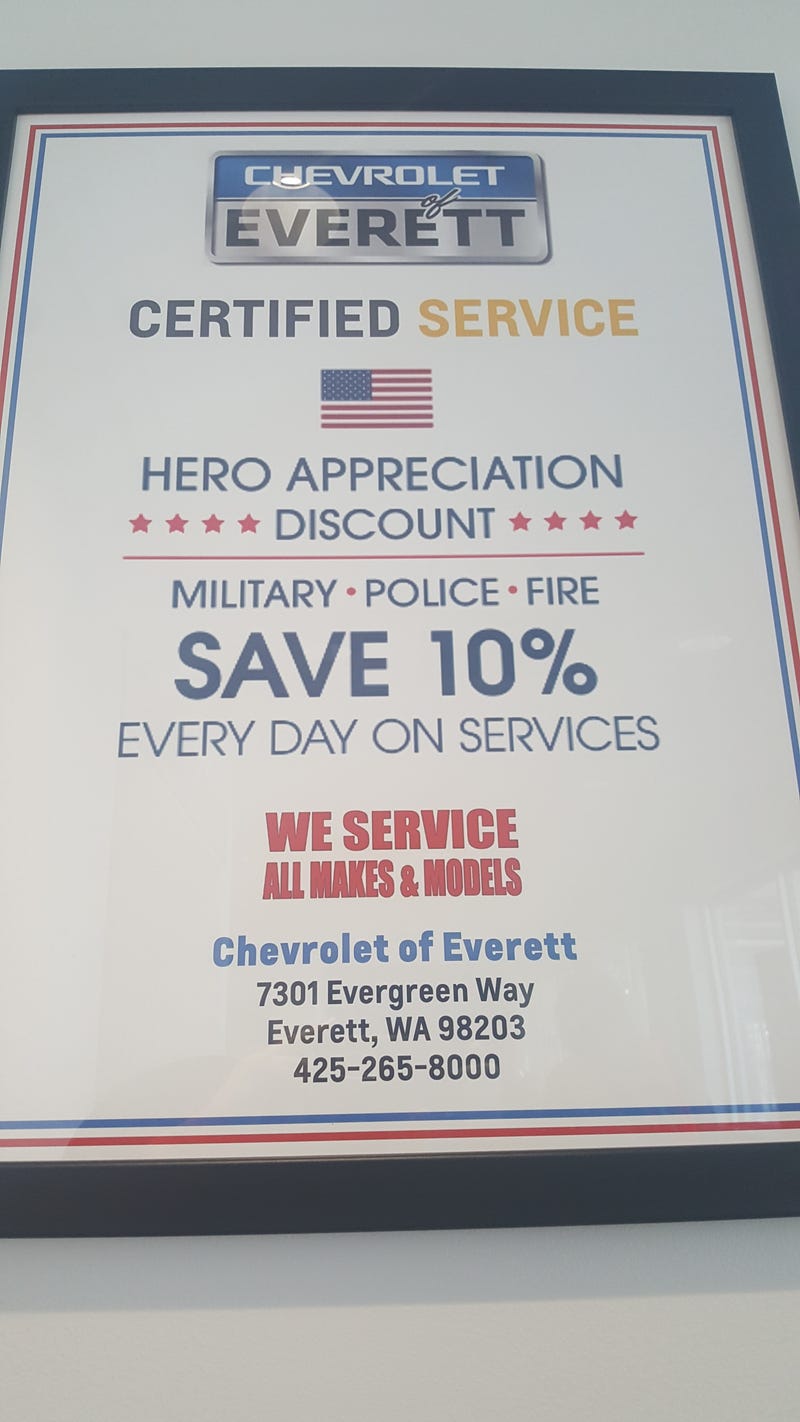 CHEVROLET
of
EVERETT
CERTIFIED SERVICE
HERO APPRECIATION
DISCOUNT
MILITARY • POLICE • FIRE
SAVE 10%
EVERY DAY ON SERVICES
WE SERVICE
ALL MAKES & MODELS
Chevrolet of Everett
7301 Evergreen Way
Everett, WA 98203
425-265-8000